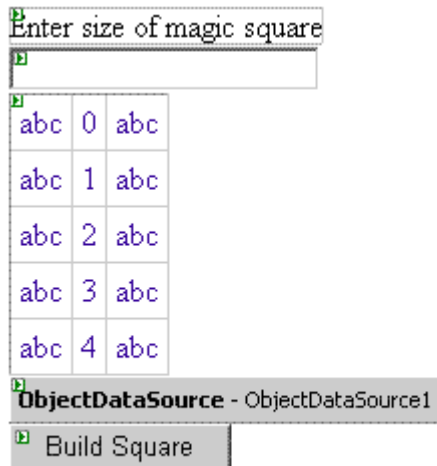 Enter size of magic square
abc 0 abc
abc 1 abc
abc 2 abc
abc 3 abc
abc 4 abc
ObjectDataSource - ObjectDataSource1
Build Square